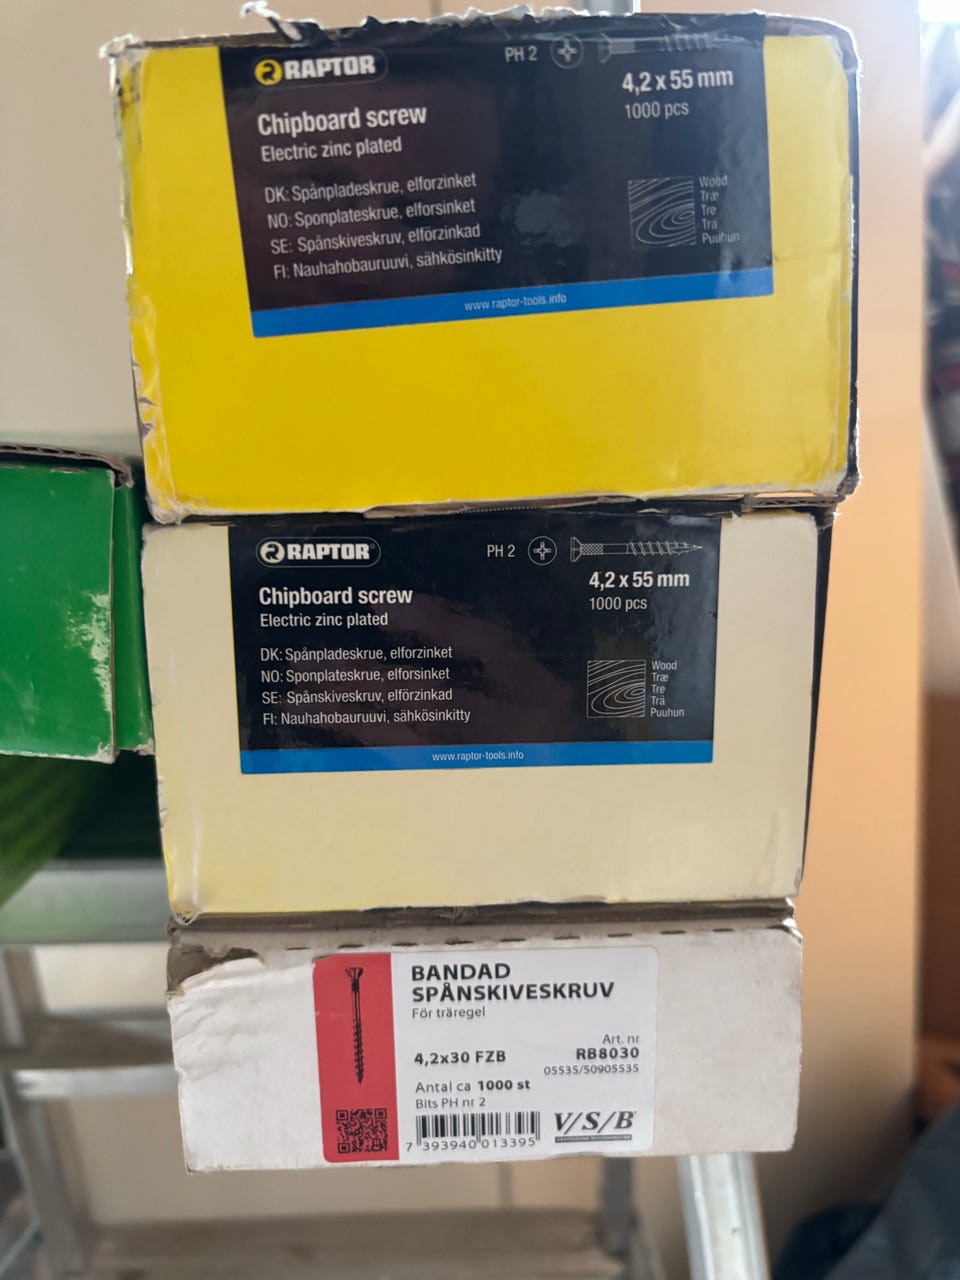 RAPTOR
PH 2
4,2 x 55 mm
1000 pcs
Chipboard screw
Electric zinc plated
DK: Spånpladeskrue, elforzinket
NO: Sponplateskrue, elforsinket
SE: Spånskiveskruv, elförzinkad
FI: Nauhahobauruuvi, sähkösinkitty
Wood
Træ
Tre
Trä
Puuhun
www.raptor-tools.info
RAPTOR
PH 2
4,2 x 55 mm
1000 pcs
Chipboard screw
Electric zinc plated
DK: Spånpladeskrue, elforzinket
NO: Sponplateskrue, elforsinket
SE: Spånskiveskruv, elförzinkad
FI: Nauhahobauruuvi, sähkösinkitty
Wood
Træ
Tre
Trä
Puuhun
www.raptor-tools.info
BANDAD
SPÅNSKIVESKRUV
För träregel
Art. nr
4,2x30 FZB
RB8030
05535/50905535
Antal ca 1000 st
Bits PH nr 2
V/S/B
7 393940 013395